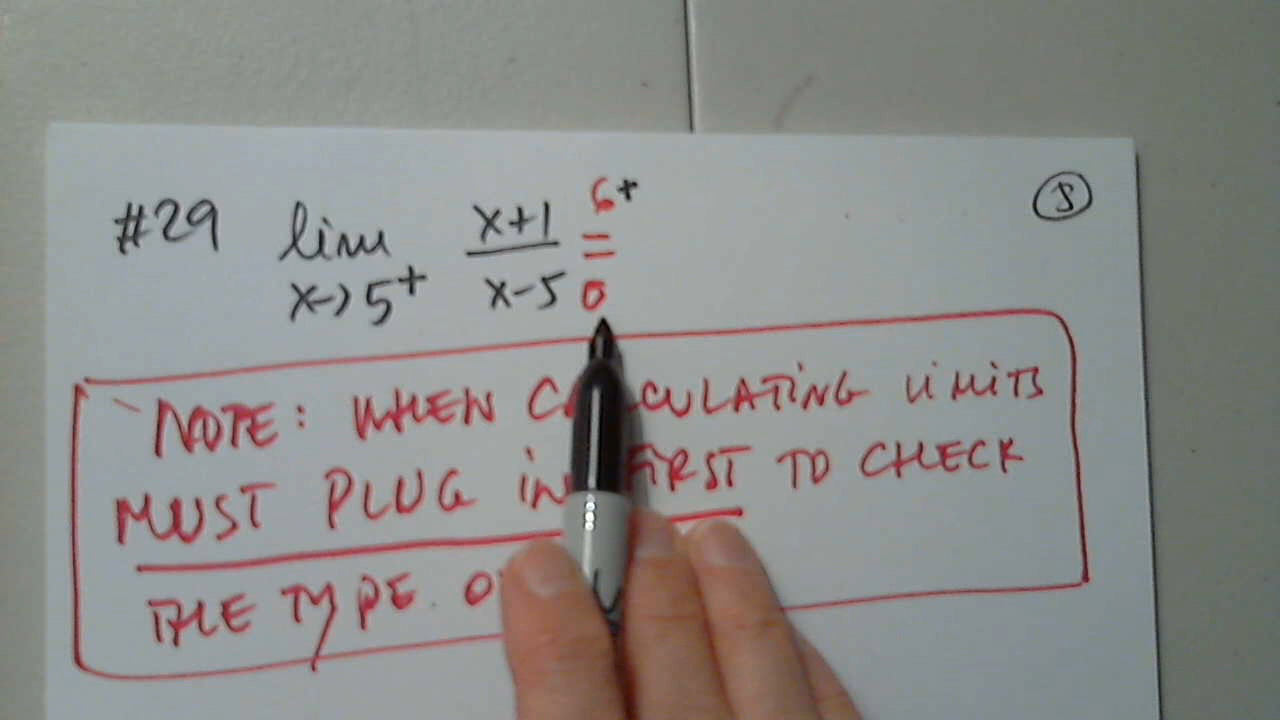 #29 lim x→5⁺ x+1/x-5 = 6⁺/0
5
NOTE: WHEN CALCULATING LIMITS
MUST PLUG IN FIRST TO CHECK
THE TYPE